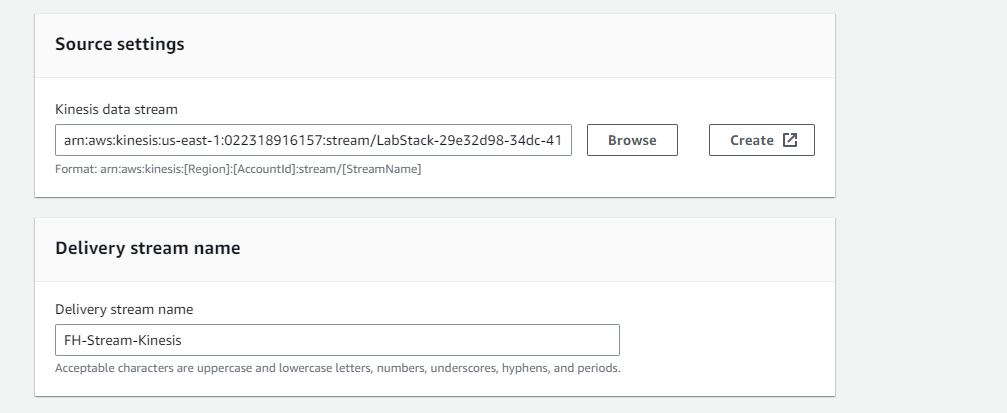 Source settings
Kinesis data stream
arn:aws:kinesis:us-east-1:022318916157:stream/LabStack-29e32d98-34dc-41
Browse
Create
Format: arn:aws:kinesis:[Region]:[AccountId]:stream/[StreamName]
Delivery stream name
Delivery stream name
FH-Stream-Kinesis
Acceptable characters are uppercase and lowercase letters, numbers, underscores, hyphens, and periods.